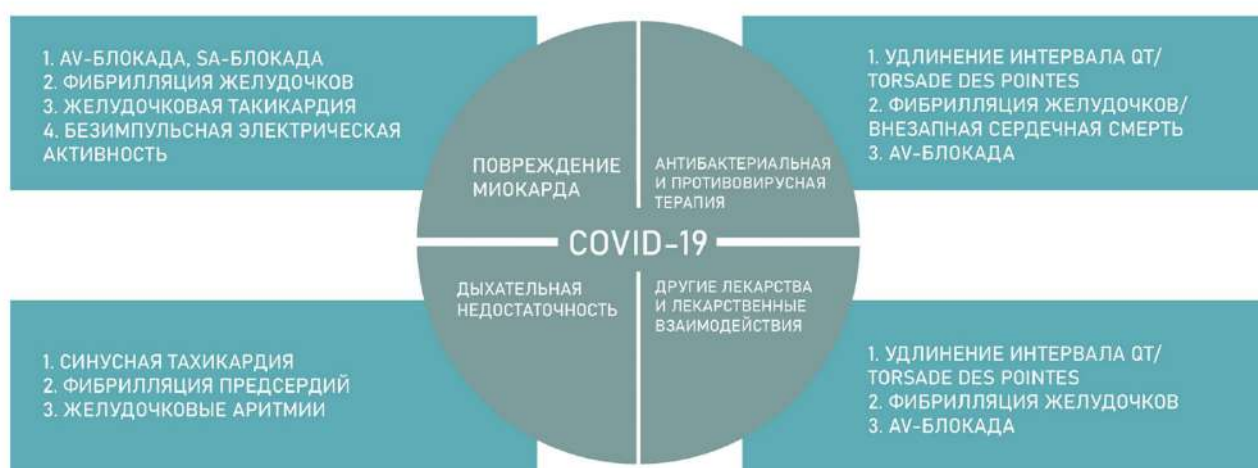 1. AV-БЛОКАДА, SA-БЛОКАДА
2. ФИБРИЛЛЯЦИЯ ЖЕЛУДОЧКОВ
3. ЖЕЛУДОЧКОВАЯ ТАКИКАРДИЯ
4. БЕЗИМПУЛЬСНАЯ ЭЛЕКТРИЧЕСКАЯ
АКТИВНОСТЬ
ПОВРЕЖДЕНИЕ
МИОКАРДА
АНТИБАКТЕРИАЛЬНАЯ
И ПРОТИВОВИРУСНАЯ
ТЕРАПИЯ
1. УДЛИНЕНИЕ ИНТЕРВАЛА QT/
TORSADE DES POINTES
2. ФИБРИЛЛЯЦИЯ ЖЕЛУДОЧКОВ/
ВНЕЗАПНАЯ СЕРДЕЧНАЯ СМЕРТЬ
3. AV-БЛОКАДА
COVID-19
1. СИНУСНАЯ ТАХИКАРДИЯ
2. ФИБРИЛЛЯЦИЯ ПРЕДСЕРДИЙ
3. ЖЕЛУДОЧКОВЫЕ АРИТМИИ
ДЫХАТЕЛЬНАЯ
НЕДОСТАТОЧНОСТЬ
ДРУГИЕ ЛЕКАРСТВА
И ЛЕКАРСТВЕННЫЕ
ВЗАИМОДЕЙСТВИЯ
1. УДЛИНЕНИЕ ИНТЕРВАЛА QT/
TORSADE DES POINTES
2. ФИБРИЛЛЯЦИЯ ЖЕЛУДОЧКОВ
3. AV-БЛОКАДА